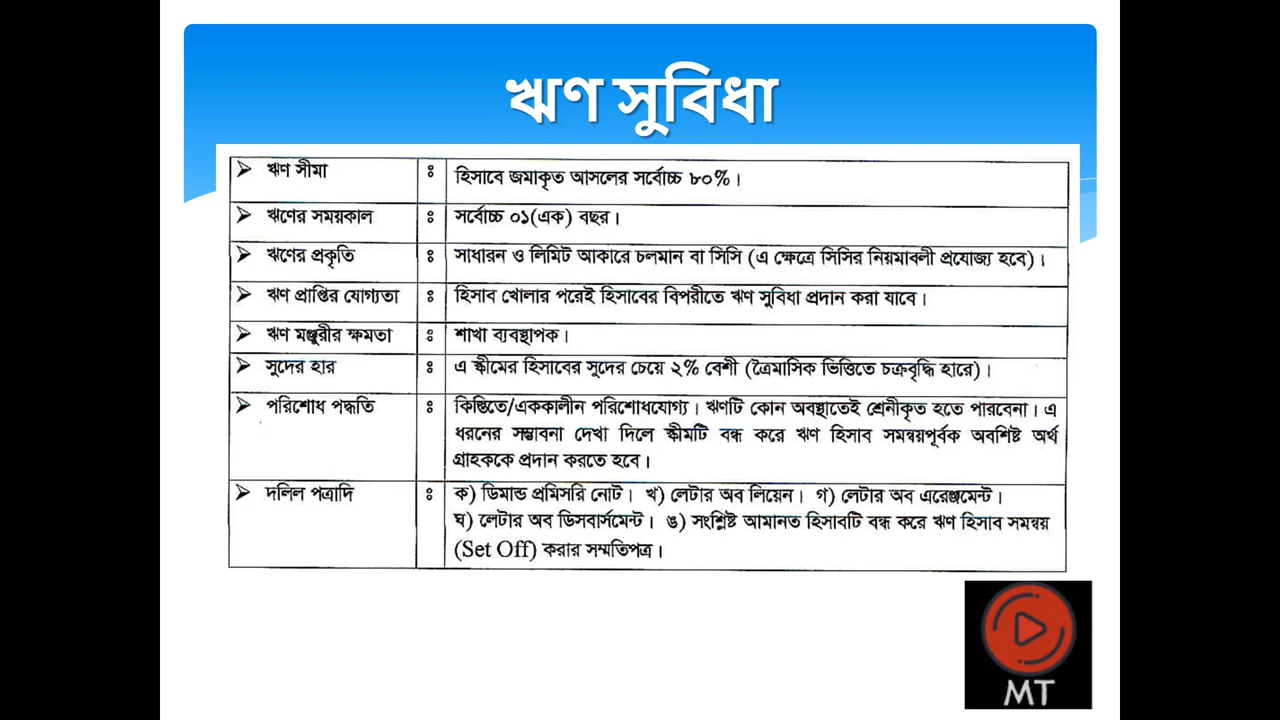 ঋণ সুবিধা
➢ ঋণ সীমা : হিসাবে জমাকৃত আসলের সর্বোচ্চ ৮০%।
➢ ঋণের সময়কাল : সর্বোচ্চ ০১(এক) বছর।
➢ ঋণের প্রকৃতি : সাধারন ও লিমিট আকারে চলমান বা সিসি (এ ক্ষেত্রে সিসির নিয়মাবলী প্রযোজ্য হবে)।
➢ ঋণ প্রাপ্তির যোগ্যতা : হিসাব খোলার পরেই হিসাবের বিপরীতে ঋণ সুবিধা প্রদান করা যাবে।
➢ ঋণ মঞ্জুরীর ক্ষমতা : শাখা ব্যবস্থাপক।
➢ সুদের হার : এ স্কীমের হিসাবের সুদের চেয়ে ২% বেশী (ত্রৈমাসিক ভিত্তিতে চক্রবৃদ্ধি হারে)।
➢ পরিশোধ পদ্ধতি : কিস্তিতে/এককালীন পরিশোধযোগ্য। ঋণটি কোন অবস্থাতেই শ্রেনীকৃত হতে পারবেনা। এ
ধরনের সম্ভাবনা দেখা দিলে স্কীমটি বন্ধ করে ঋণ হিসাব সমন্বয়পূর্বক অবশিষ্ট অর্থ
গ্রাহককে প্রদান করতে হবে।
➢ দলিল পত্রাদি : ক) ডিমান্ড প্রমিসরি নোট। খ) লেটার অব লিয়েন। গ) লেটার অব এরেঞ্জমেন্ট।
ঘ) লেটার অব ডিসবার্সমেন্ট। ঙ) সংশ্লিষ্ট আমানত হিসাবটি বন্ধ করে ঋণ হিসাব সমন্বয়
(Set Off) করার সম্মতিপত্র।
MT